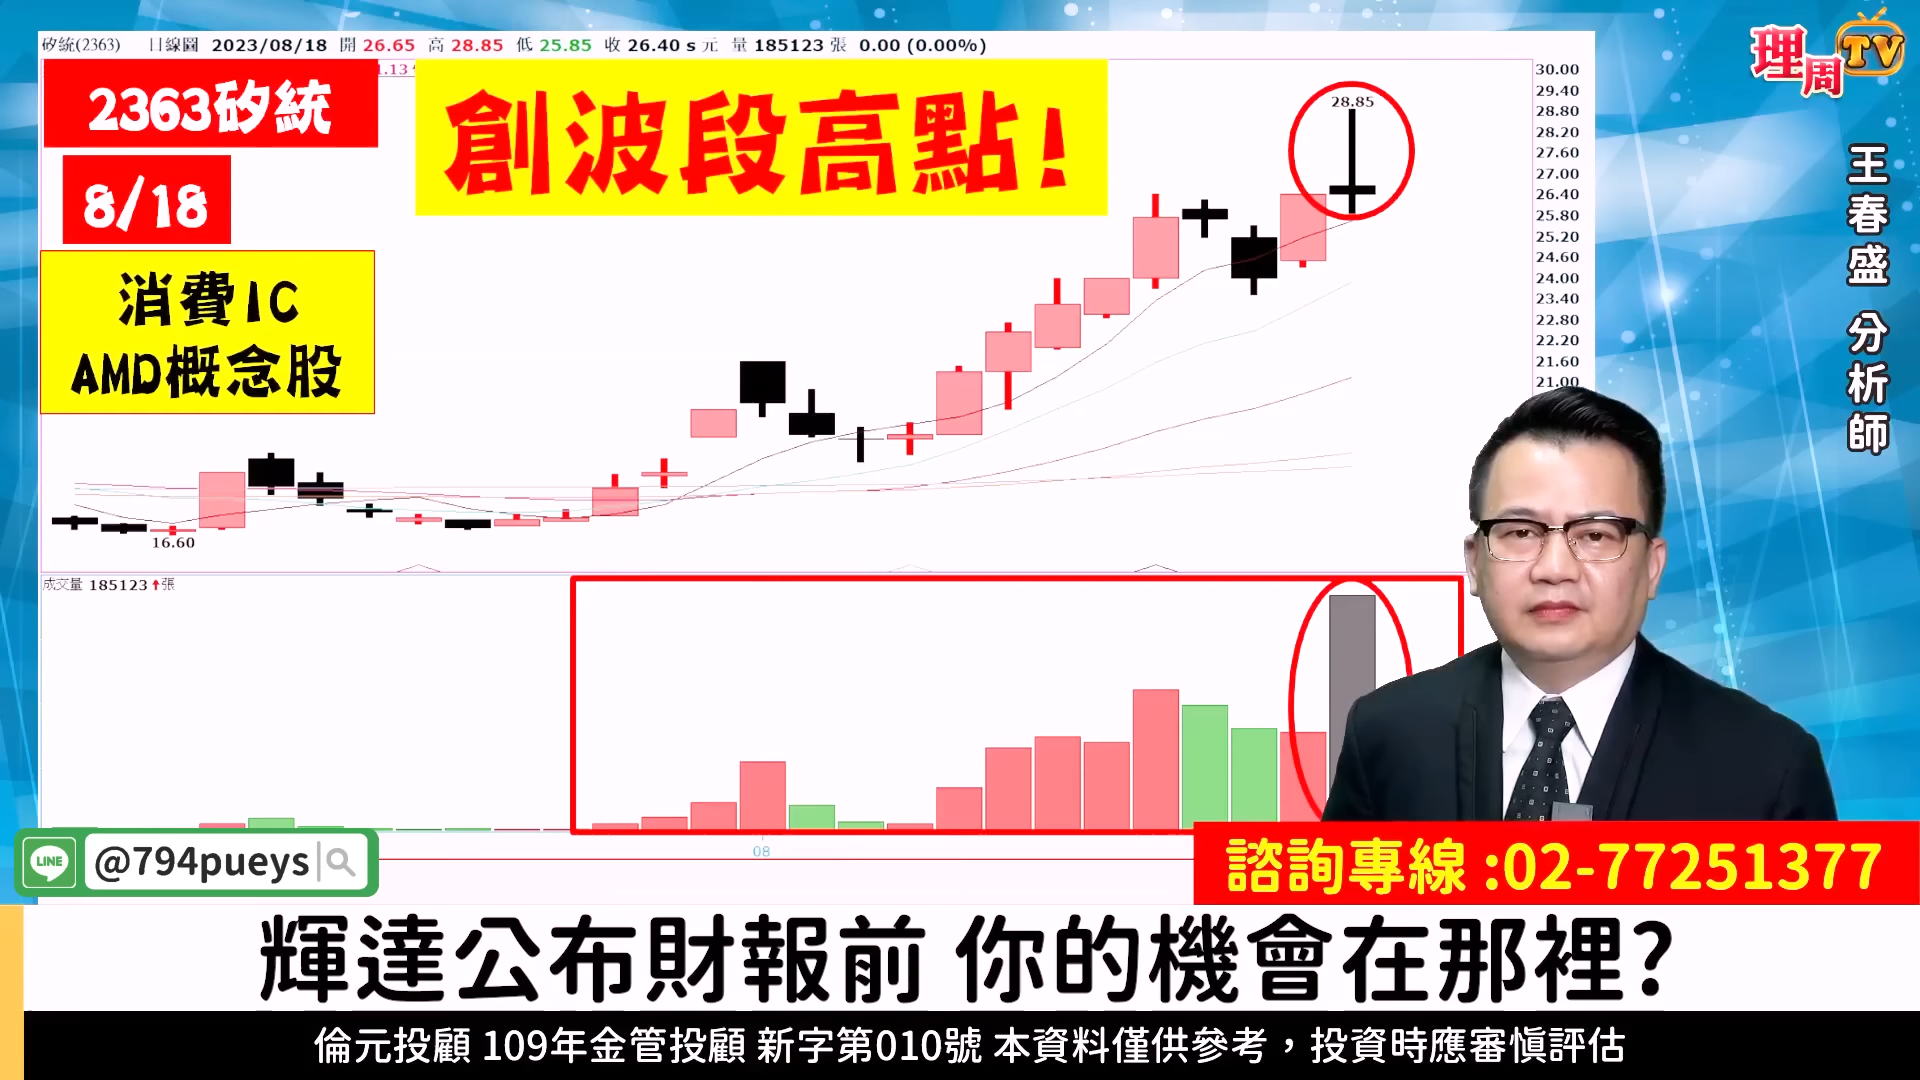 矽統(2363) 日線圖 2023/08/18 開 26.65 高 28.85 低 25.85 收 26.40 s 元 量 185123 張 0.00 (0.00%)
2363矽統
創波段高點!
8/18
消費IC
AMD概念股
28.85
16.60
30.00
29.40
28.80
28.20
27.60
27.00
26.40
25.80
25.20
24.60
24.00
23.40
22.80
22.20
21.60
21.00
理周TV
王春盛 分析師
成交量 185123↑張
08
LINE @794pueys
諮詢專線:02-77251377
輝達公布財報前 你的機會在那裡?
倫元投顧 109年金管投顧 新字第010號 本資料僅供參考,投資時應審慎評估